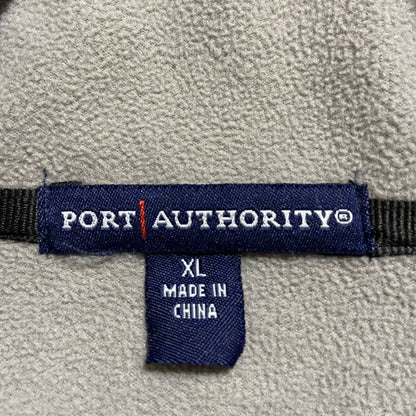 PORT AUTHORITY®
XL
MADE IN
CHINA